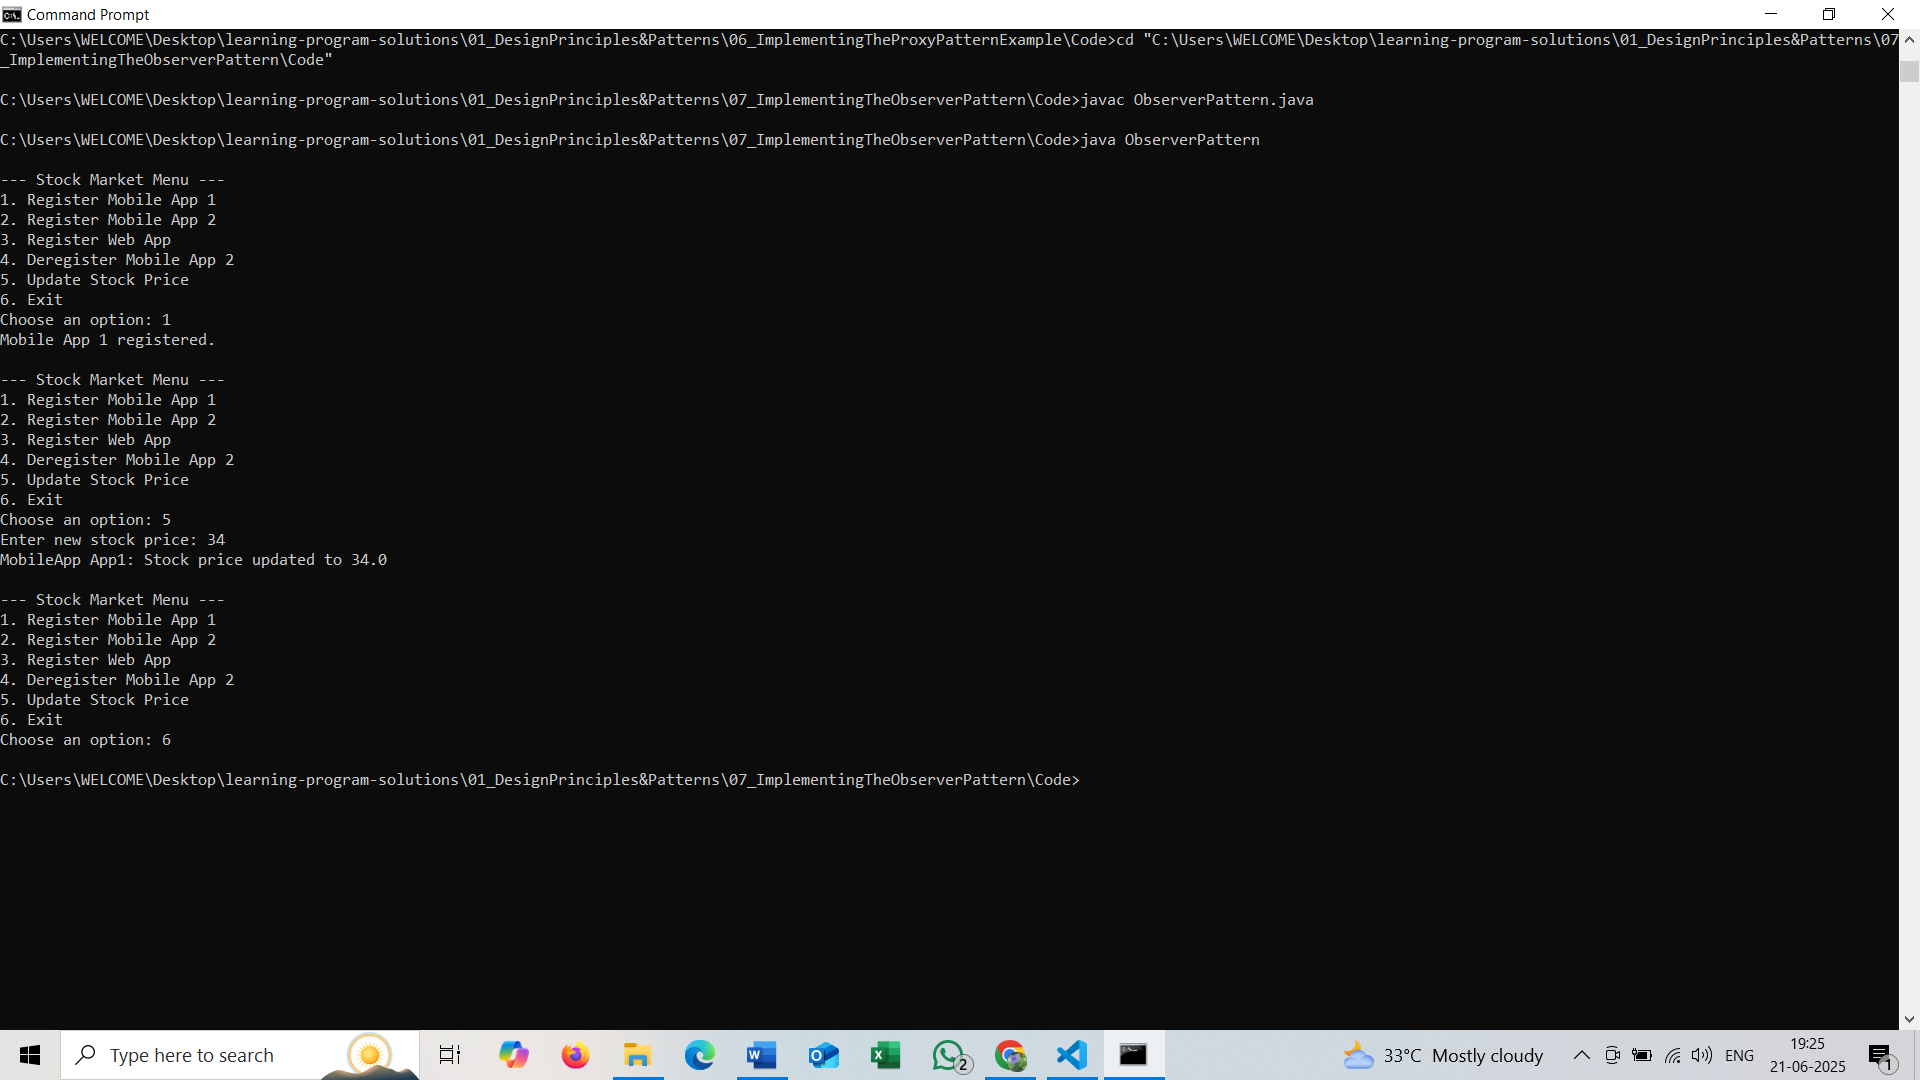 Command Prompt
C:\Users\WELCOME\Desktop\learning-program-solutions\01_DesignPrinciples&Patterns\06_ImplementingTheProxyPatternExample\Code>cd "C:\Users\WELCOME\Desktop\learning-program-solutions\01_DesignPrinciples&Patterns\07
_ImplementingTheObserverPattern\Code"
C:\Users\WELCOME\Desktop\learning-program-solutions\01_DesignPrinciples&Patterns\07_ImplementingTheObserverPattern\Code>javac ObserverPattern.java
C:\Users\WELCOME\Desktop\learning-program-solutions\01_DesignPrinciples&Patterns\07_ImplementingTheObserverPattern\Code>java ObserverPattern
--- Stock Market Menu ---
1. Register Mobile App 1
2. Register Mobile App 2
3. Register Web App
4. Deregister Mobile App 2
5. Update Stock Price
6. Exit
Choose an option: 1
Mobile App 1 registered.
--- Stock Market Menu ---
1. Register Mobile App 1
2. Register Mobile App 2
3. Register Web App
4. Deregister Mobile App 2
5. Update Stock Price
6. Exit
Choose an option: 5
Enter new stock price: 34
MobileApp App1: Stock price updated to 34.0
--- Stock Market Menu ---
1. Register Mobile App 1
2. Register Mobile App 2
3. Register Web App
4. Deregister Mobile App 2
5. Update Stock Price
6. Exit
Choose an option: 6
C:\Users\WELCOME\Desktop\learning-program-solutions\01_DesignPrinciples&Patterns\07_ImplementingTheObserverPattern\Code>
Type here to search
2
33°C Mostly cloudy
ENG
19:25
21-06-2025
1